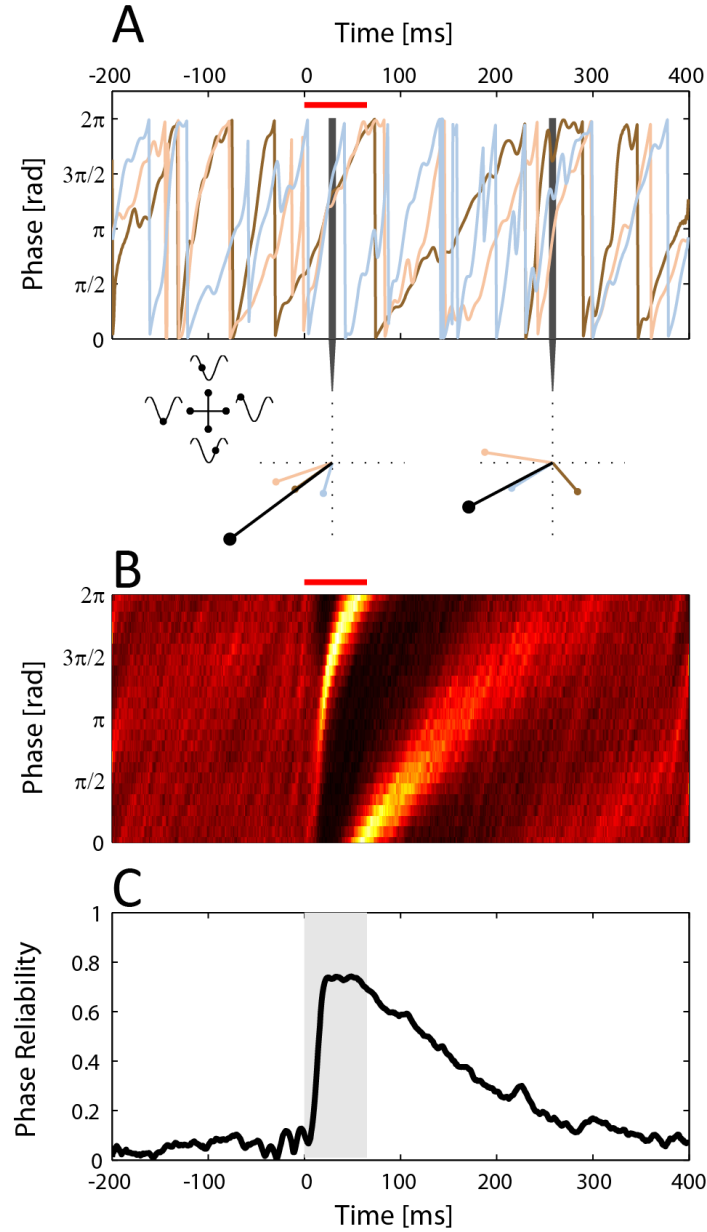 A
Time [ms]
-200 -100 0 100 200 300 400
2π
3π/2
π
π/2
0
Phase [rad]
B
2π
3π/2
π
π/2
0
Phase [rad]
C
1
0.8
0.6
0.4
0.2
0
Phase Reliability
-200 -100 0 100 200 300 400
Time [ms]